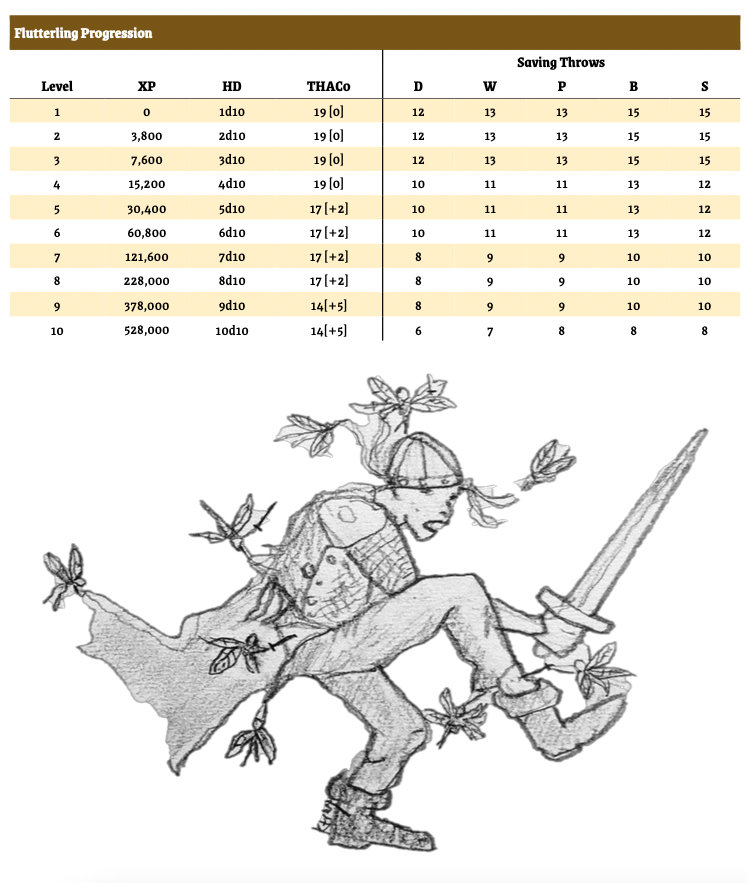 Flutterling Progression
Saving Throws
Level XP HD THAC0 D W P B S
1 0 1d10 19 [0] 12 13 13 15 15
2 3,800 2d10 19 [0] 12 13 13 15 15
3 7,600 3d10 19 [0] 12 13 13 15 15
4 15,200 4d10 19 [0] 10 11 11 13 12
5 30,400 5d10 17 [+2] 10 11 11 13 12
6 60,800 6d10 17 [+2] 10 11 11 13 12
7 121,600 7d10 17 [+2] 8 9 9 10 10
8 228,000 8d10 17 [+2] 8 9 9 10 10
9 378,000 9d10 14[+5] 8 9 9 10 10
10 528,000 10d10 14[+5] 6 7 8 8 8